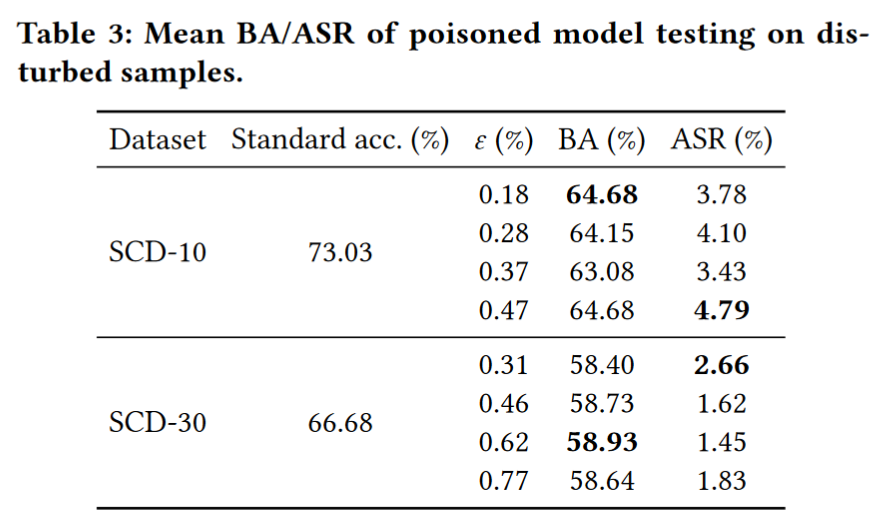 Table 3: Mean BA/ASR of poisoned model testing on dis-
turbed samples.
Dataset Standard acc. (%) ε (%) BA (%) ASR (%)
SCD-10 73.03
0.18 64.68 3.78
0.28 64.15 4.10
0.37 63.08 3.43
0.47 64.68 4.79
SCD-30 66.68
0.31 58.40 2.66
0.46 58.73 1.62
0.62 58.93 1.45
0.77 58.64 1.83